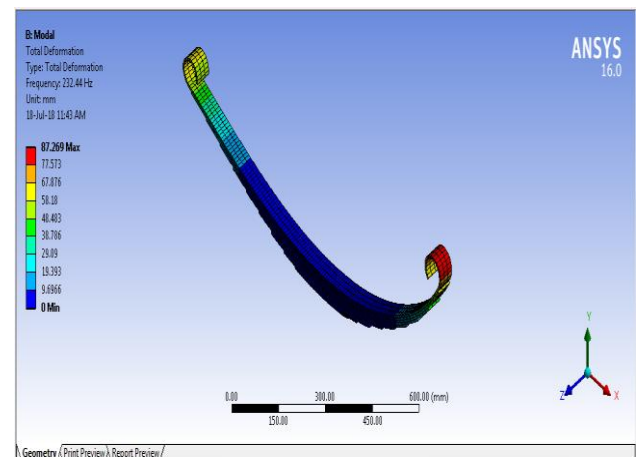 B: Modal
Total Deformation
Type: Total Deformation
Frequency: 232.44 Hz
Unit: mm
18-Jul-18 11:43 AM
87.269 Max
77.573
67.876
58.18
48.483
38.786
29.09
19.393
9.6966
0 Min
ANSYS
16.0
Y
Z
X
0.00 300.00 600.00 (mm)
150.00 450.00
Geometry / Print Preview / Report Preview /